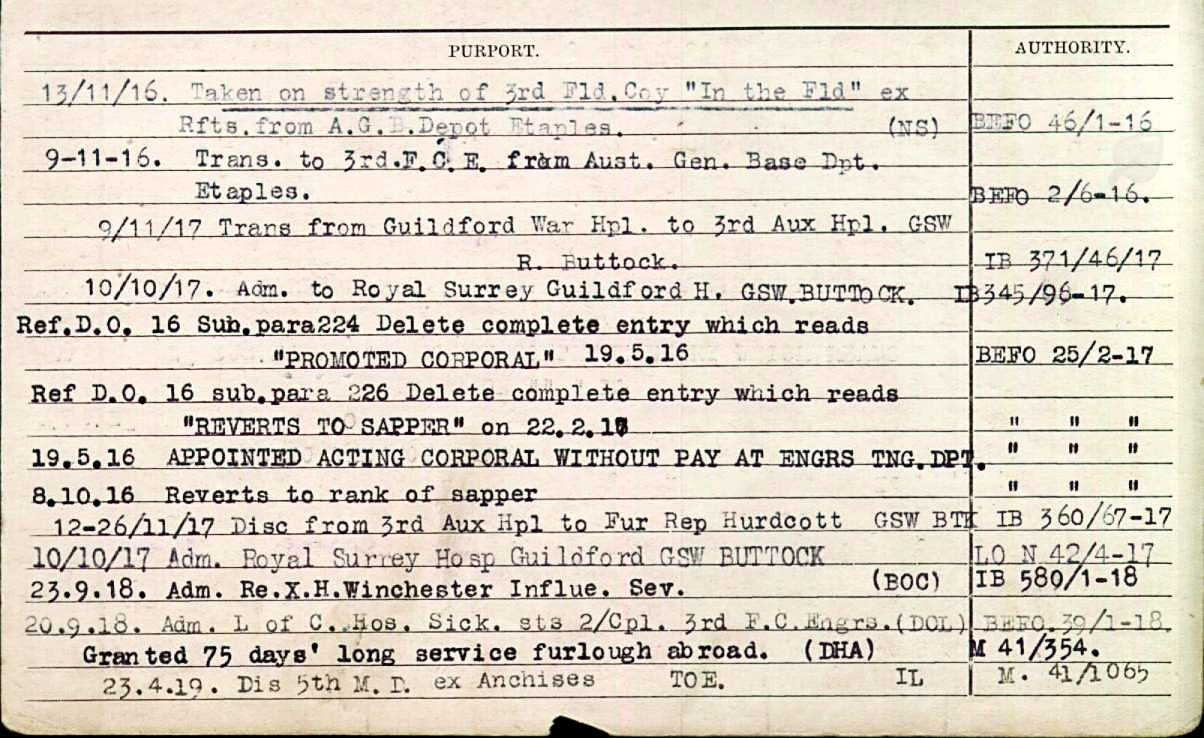 PURPORT. AUTHORITY.
13/11/16. Taken on strength of 3rd Fld.Coy "In the Fld" ex
Rfts.from A.G.B.Depot Etaples. (NS) BEFO 46/1-16
9-11-16. Trans. to 3rd.F.C.E. from Aust. Gen. Base Dpt.
Etaples. BEFO 2/6-16.
9/11/17 Trans from Guildford War Hpl. to 3rd Aux Hpl. GSW
R. Buttock. IB 371/46/17
10/10/17. Adm. to Royal Surrey Guildford H. GSW.BUTTOCK. IB345/96-17.
Ref.D.O. 16 Sub.para224 Delete complete entry which reads
"PROMOTED CORPORAL" 19.5.16 BEFO 25/2-17
Ref D.O. 16 sub.para 226 Delete complete entry which reads
"REVERTS TO SAPPER" on 22.2.17 " " "
19.5.16 APPOINTED ACTING CORPORAL WITHOUT PAY AT ENGRS TNG.DPT. " " "
8.10.16 Reverts to rank of sapper " " "
12-26/11/17 Disc from 3rd Aux Hpl to Fur Rep Hurdcott GSW BTK IB 360/67-17
10/10/17 Adm. Royal Surrey Hosp Guildford GSW BUTTOCK LO N 42/4-17
23.9.18. Adm. Re.X.H.Winchester Influe. Sev. (BOC) IB 580/1-18
20.9.18. Adm. L of C. Hos. Sick. sts 2/Cpl. 3rd F.C.Engrs.(DOL) BEFO.39/1-18.
Granted 75 days' long service furlough abroad. (DHA) M 41/354.
23.4.19. Dis 5th M.D. ex Anchises TOE. IL M. 41/1065